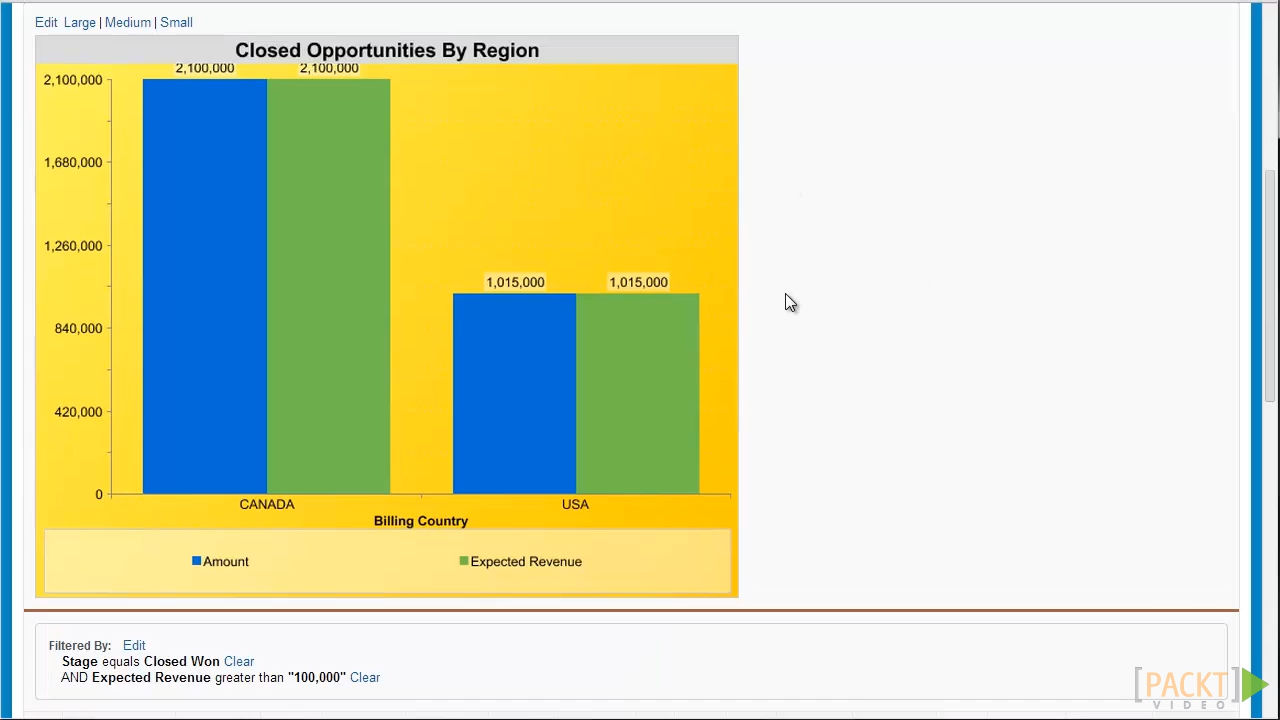 Edit Large | Medium | Small
Closed Opportunities By Region
2,100,000 2,100,000
2,100,000
1,680,000
1,260,000
1,015,000 1,015,000
840,000
420,000
0
CANADA USA
Billing Country
Amount Expected Revenue
Filtered By: Edit
Stage equals Closed Won Clear
AND Expected Revenue greater than "100,000" Clear
[PACKT]
VIDEO